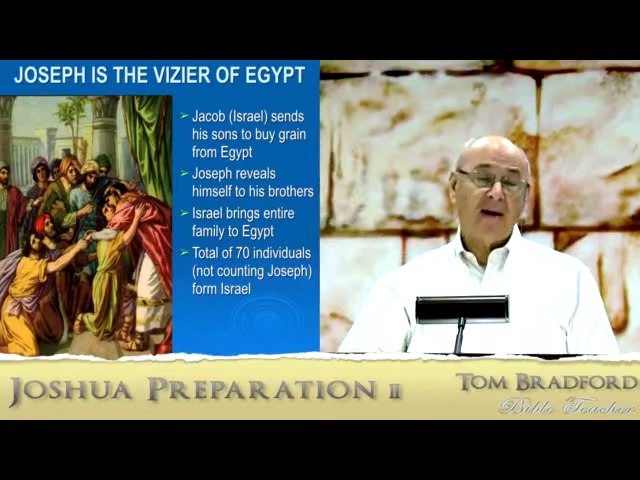 JOSEPH IS THE VIZIER OF EGYPT
➢ Jacob (Israel) sends
his sons to buy grain
from Egypt
➢ Joseph reveals
himself to his brothers
➢ Israel brings entire
family to Egypt
➢ Total of 70 individuals
(not counting Joseph)
form Israel
JOSHUA PREPARATION II
TOM BRADFORD
Bible Teacher